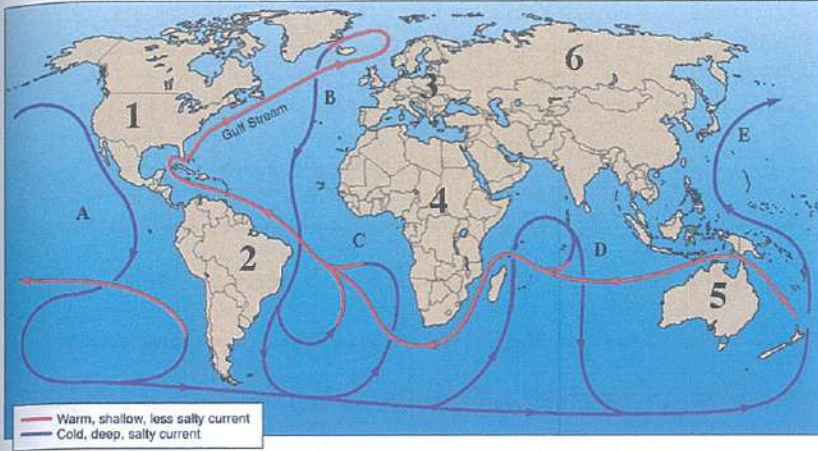 6
3
1
B
Gulf Stream
E
A
4
C
D
2
5
Warm, shallow, less salty current
Cold, deep, salty current